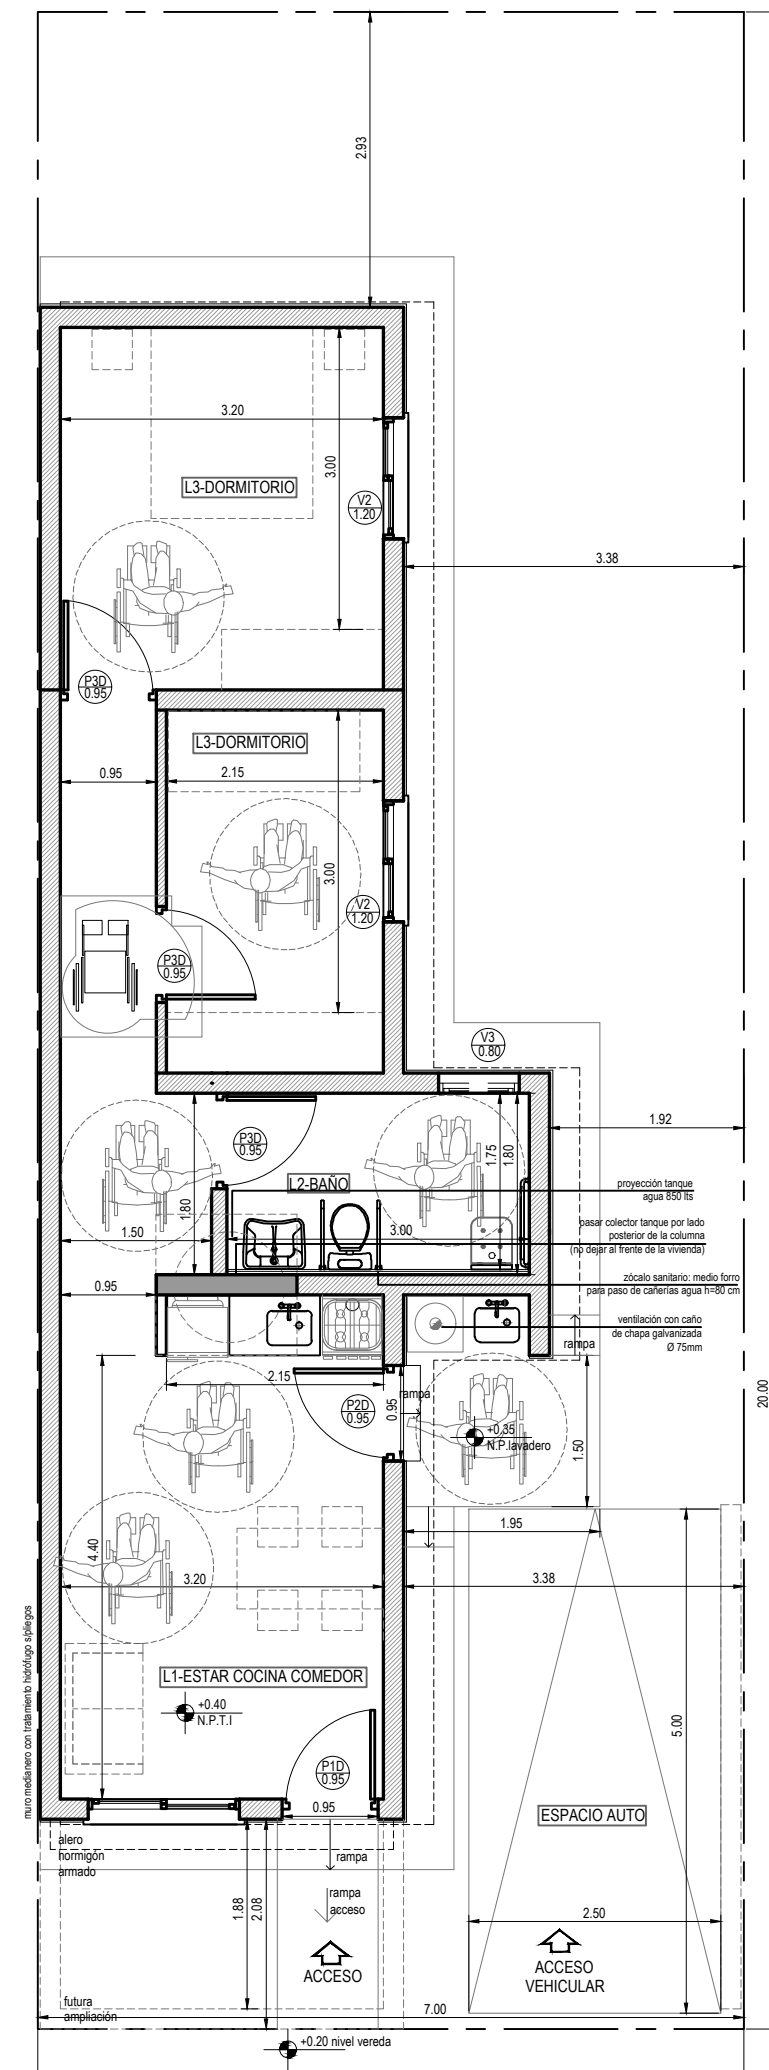 2.93
3.20
3.00
L3-DORMITORIO
V2
1.20
3.38
P3D
0.95
L3-DORMITORIO
0.95
2.15
3.00
V2
1.20
P3D
0.95
V3
0.80
1.92
P3D
0.95
1.75
1.80
L2-BAÑO
proyección tanque
agua 850 lts
1.80
1.50
3.00
pasar colector tanque por lado
posterior de la columna
(no dejar al frente de la vivienda)
0.95
zócalo sanitario: medio forro
para paso de cañerías agua h=80 cm
ventilación con caño
de chapa galvanizada
Ø 75mm
rampa
2.15
rampa
20.00
P2D
0.95
0.95
+0.35
N.P.lavadero
1.50
1.95
4.40
3.20
3.38
muro medianero con tratamiento hidrófugo s/pliegos
L1-ESTAR COCINA COMEDOR
+0.40
N.P.T.I
5.00
P1D
0.95
0.95
ESPACIO AUTO
alero
hormigón
armado
rampa
1.88
2.08
rampa
acceso
2.50
ACCESO
ACCESO
VEHICULAR
futura
ampliación
7.00
+0.20 nivel vereda